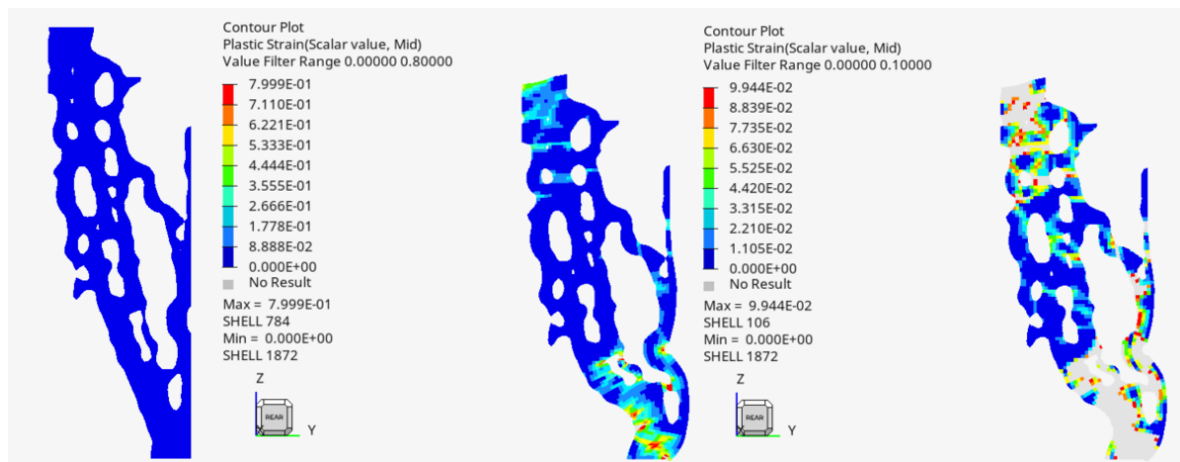 Contour Plot
Plastic Strain(Scalar value, Mid)
Value Filter Range 0.00000 0.80000
7.999E-01
7.110E-01
6.221E-01
5.333E-01
4.444E-01
3.555E-01
2.666E-01
1.778E-01
8.888E-02
0.000E+00
No Result
Max = 7.999E-01
SHELL 784
Min = 0.000E+00
SHELL 1872
Z
REAR
X
Y
Contour Plot
Plastic Strain(Scalar value, Mid)
Value Filter Range 0.00000 0.10000
9.944E-02
8.839E-02
7.735E-02
6.630E-02
5.525E-02
4.420E-02
3.315E-02
2.210E-02
1.105E-02
0.000E+00
No Result
Max = 9.944E-02
SHELL 106
Min = 0.000E+00
SHELL 1872
Z
REAR
X
Y